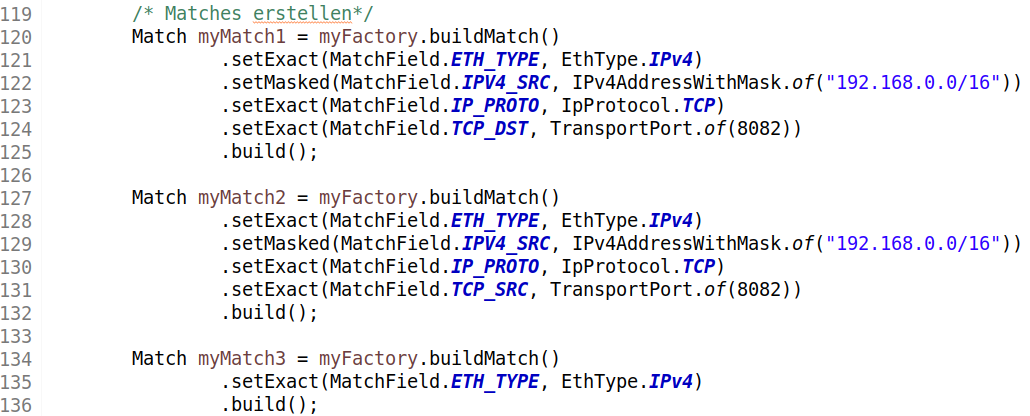 119 /* Matches erstellen*/
120 Match myMatch1 = myFactory.buildMatch()
121 .setExact(MatchField.ETH_TYPE, EthType.IPv4)
122 .setMasked(MatchField.IPV4_SRC, IPv4AddressWithMask.of("192.168.0.0/16"))
123 .setExact(MatchField.IP_PROTO, IpProtocol.TCP)
124 .setExact(MatchField.TCP_DST, TransportPort.of(8082))
125 .build();
126
127 Match myMatch2 = myFactory.buildMatch()
128 .setExact(MatchField.ETH_TYPE, EthType.IPv4)
129 .setMasked(MatchField.IPV4_SRC, IPv4AddressWithMask.of("192.168.0.0/16"))
130 .setExact(MatchField.IP_PROTO, IpProtocol.TCP)
131 .setExact(MatchField.TCP_SRC, TransportPort.of(8082))
132 .build();
133
134 Match myMatch3 = myFactory.buildMatch()
135 .setExact(MatchField.ETH_TYPE, EthType.IPv4)
136 .build();